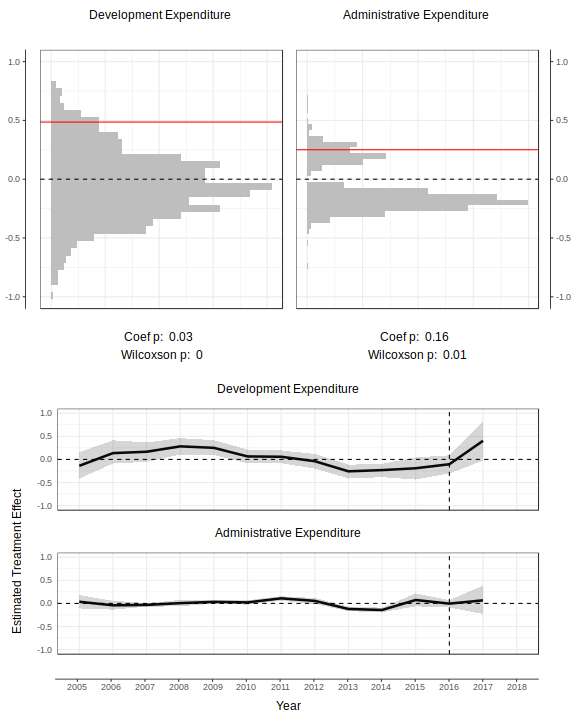 Development Expenditure
Administrative Expenditure
1.0
0.5
0.0
-0.5
-1.0
1.0
0.5
0.0
-0.5
-1.0
Coef p: 0.03
Wilcoxson p: 0
Coef p: 0.16
Wilcoxson p: 0.01
Estimated Treatment Effect
Development Expenditure
1.0
0.5
0.0
-0.5
-1.0
Administrative Expenditure
1.0
0.5
0.0
-0.5
-1.0
2005 2006 2007 2008 2009 2010 2011 2012 2013 2014 2015 2016 2017 2018
Year